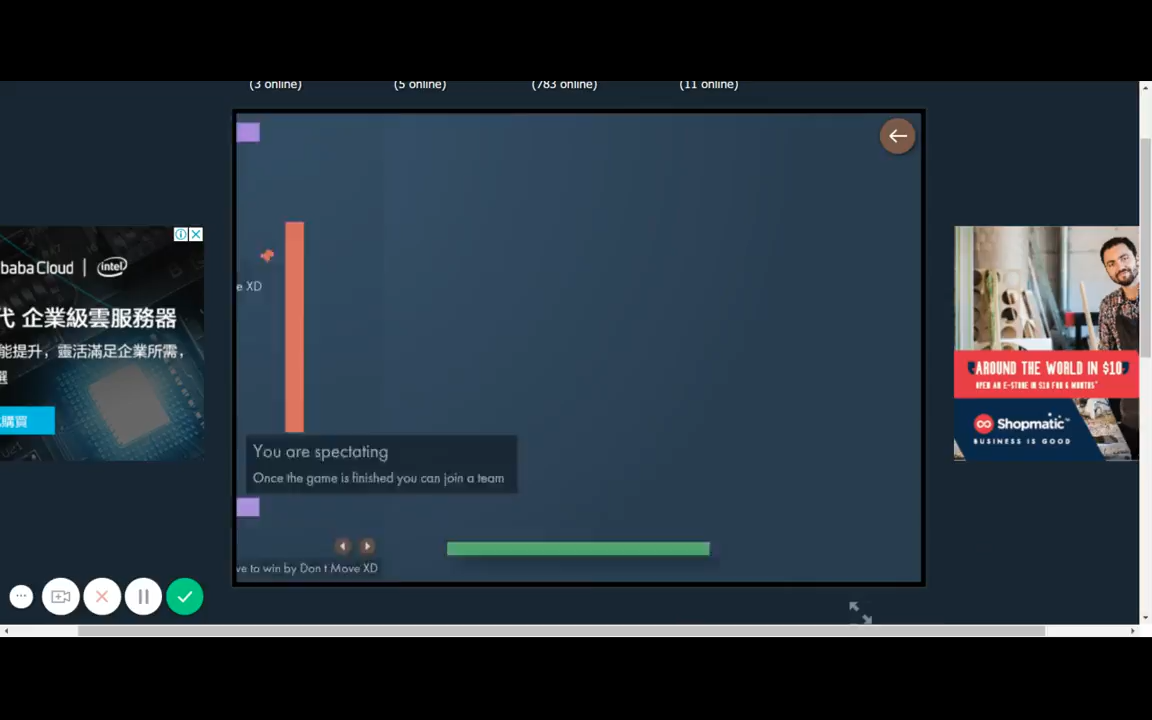 (3 online) (5 online) (783 online) (11 online)
babaCloud | intel
代 企業級雲服務器
能提升，靈活滿足企業所需，
選
購買
e XD
You are spectating
Once the game is finished you can join a team
ve to win by Don t Move XD
AROUND THE WORLD IN $10
OPEN AN E-STORE IN $10 FOR 6 MONTHS*
Shopmatic™
BUSINESS IS GOOD